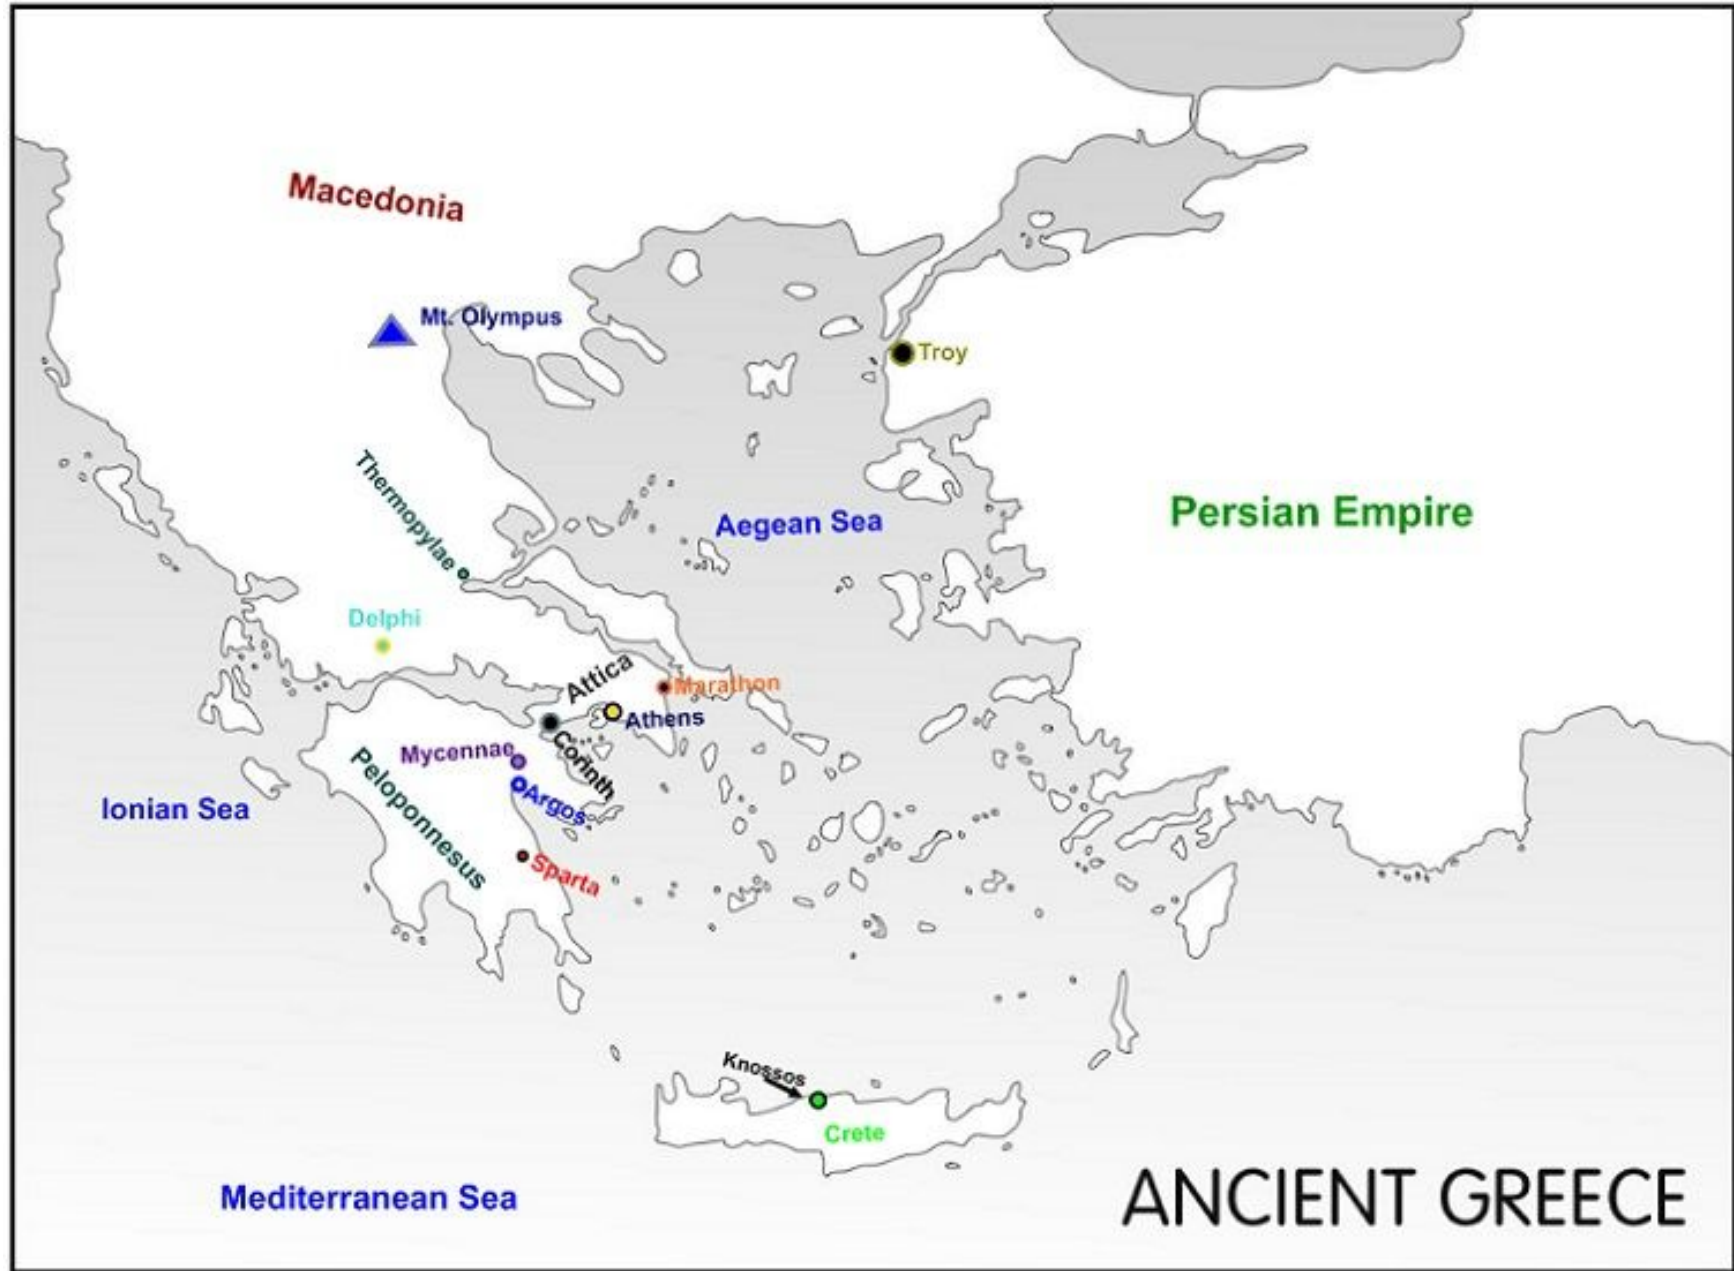 Macedonia
Mt. Olympus
Troy
Thermopylae
Aegean Sea
Persian Empire
Delphi
Attica
Marathon
Athens
Corinth
Mycennae
Argos
Peloponnesus
Ionian Sea
Sparta
Knossos
Crete
Mediterranean Sea
ANCIENT GREECE